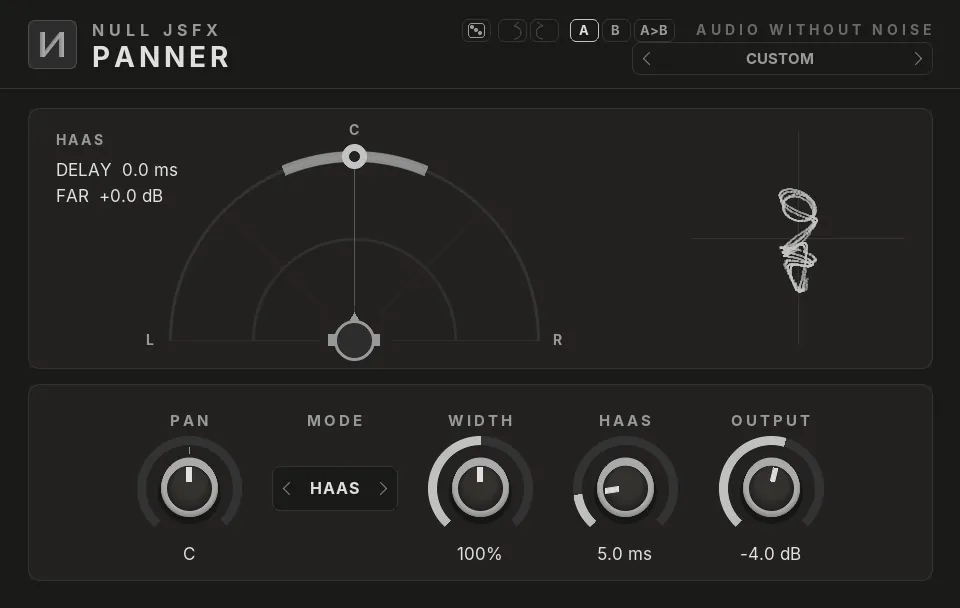 NULL JSFX
PANNER
A B A>B
AUDIO WITHOUT NOISE
CUSTOM
HAAS
DELAY 0.0 ms
FAR +0.0 dB
C
L
R
PAN
MODE
WIDTH
HAAS
OUTPUT
HAAS
C
100%
5.0 ms
-4.0 dB